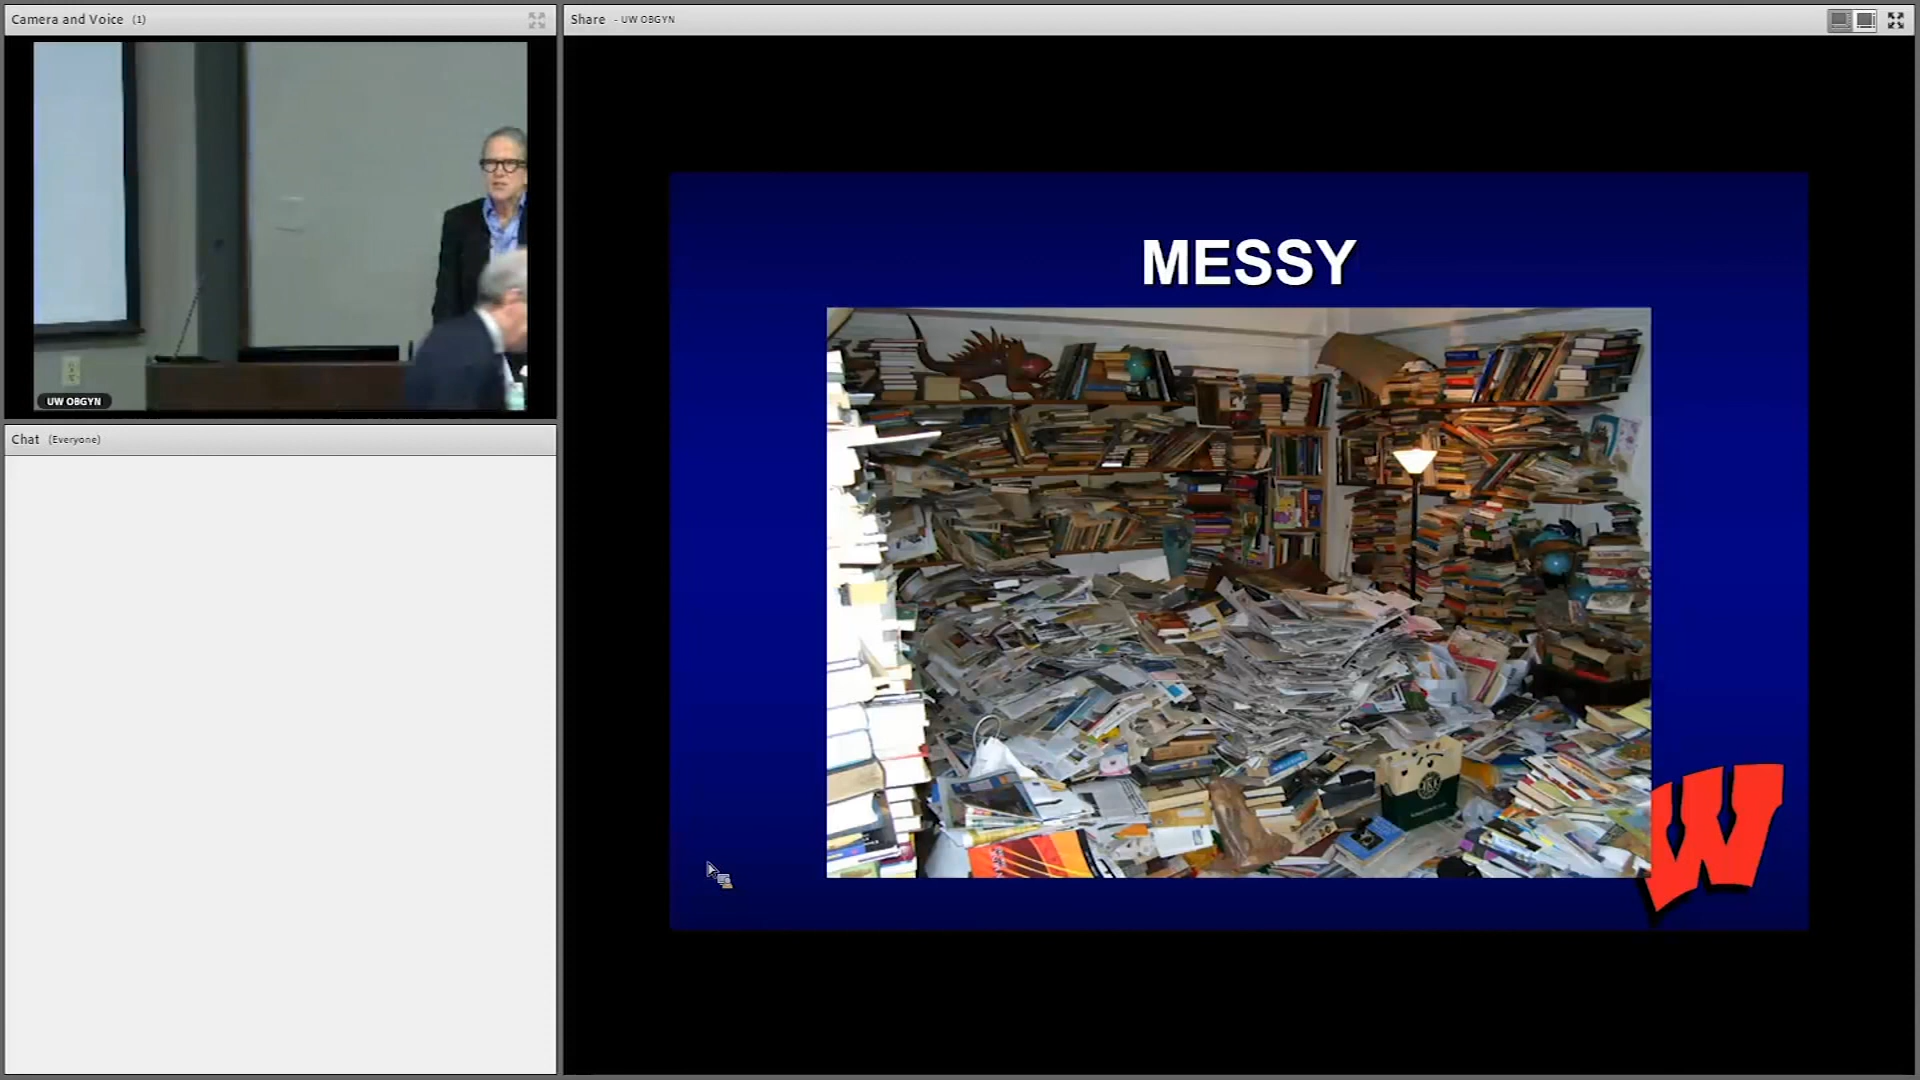 Camera and Voice (1)
Share - UW OBGYN
UW OBGYN
Chat (Everyone)
MESSY
W